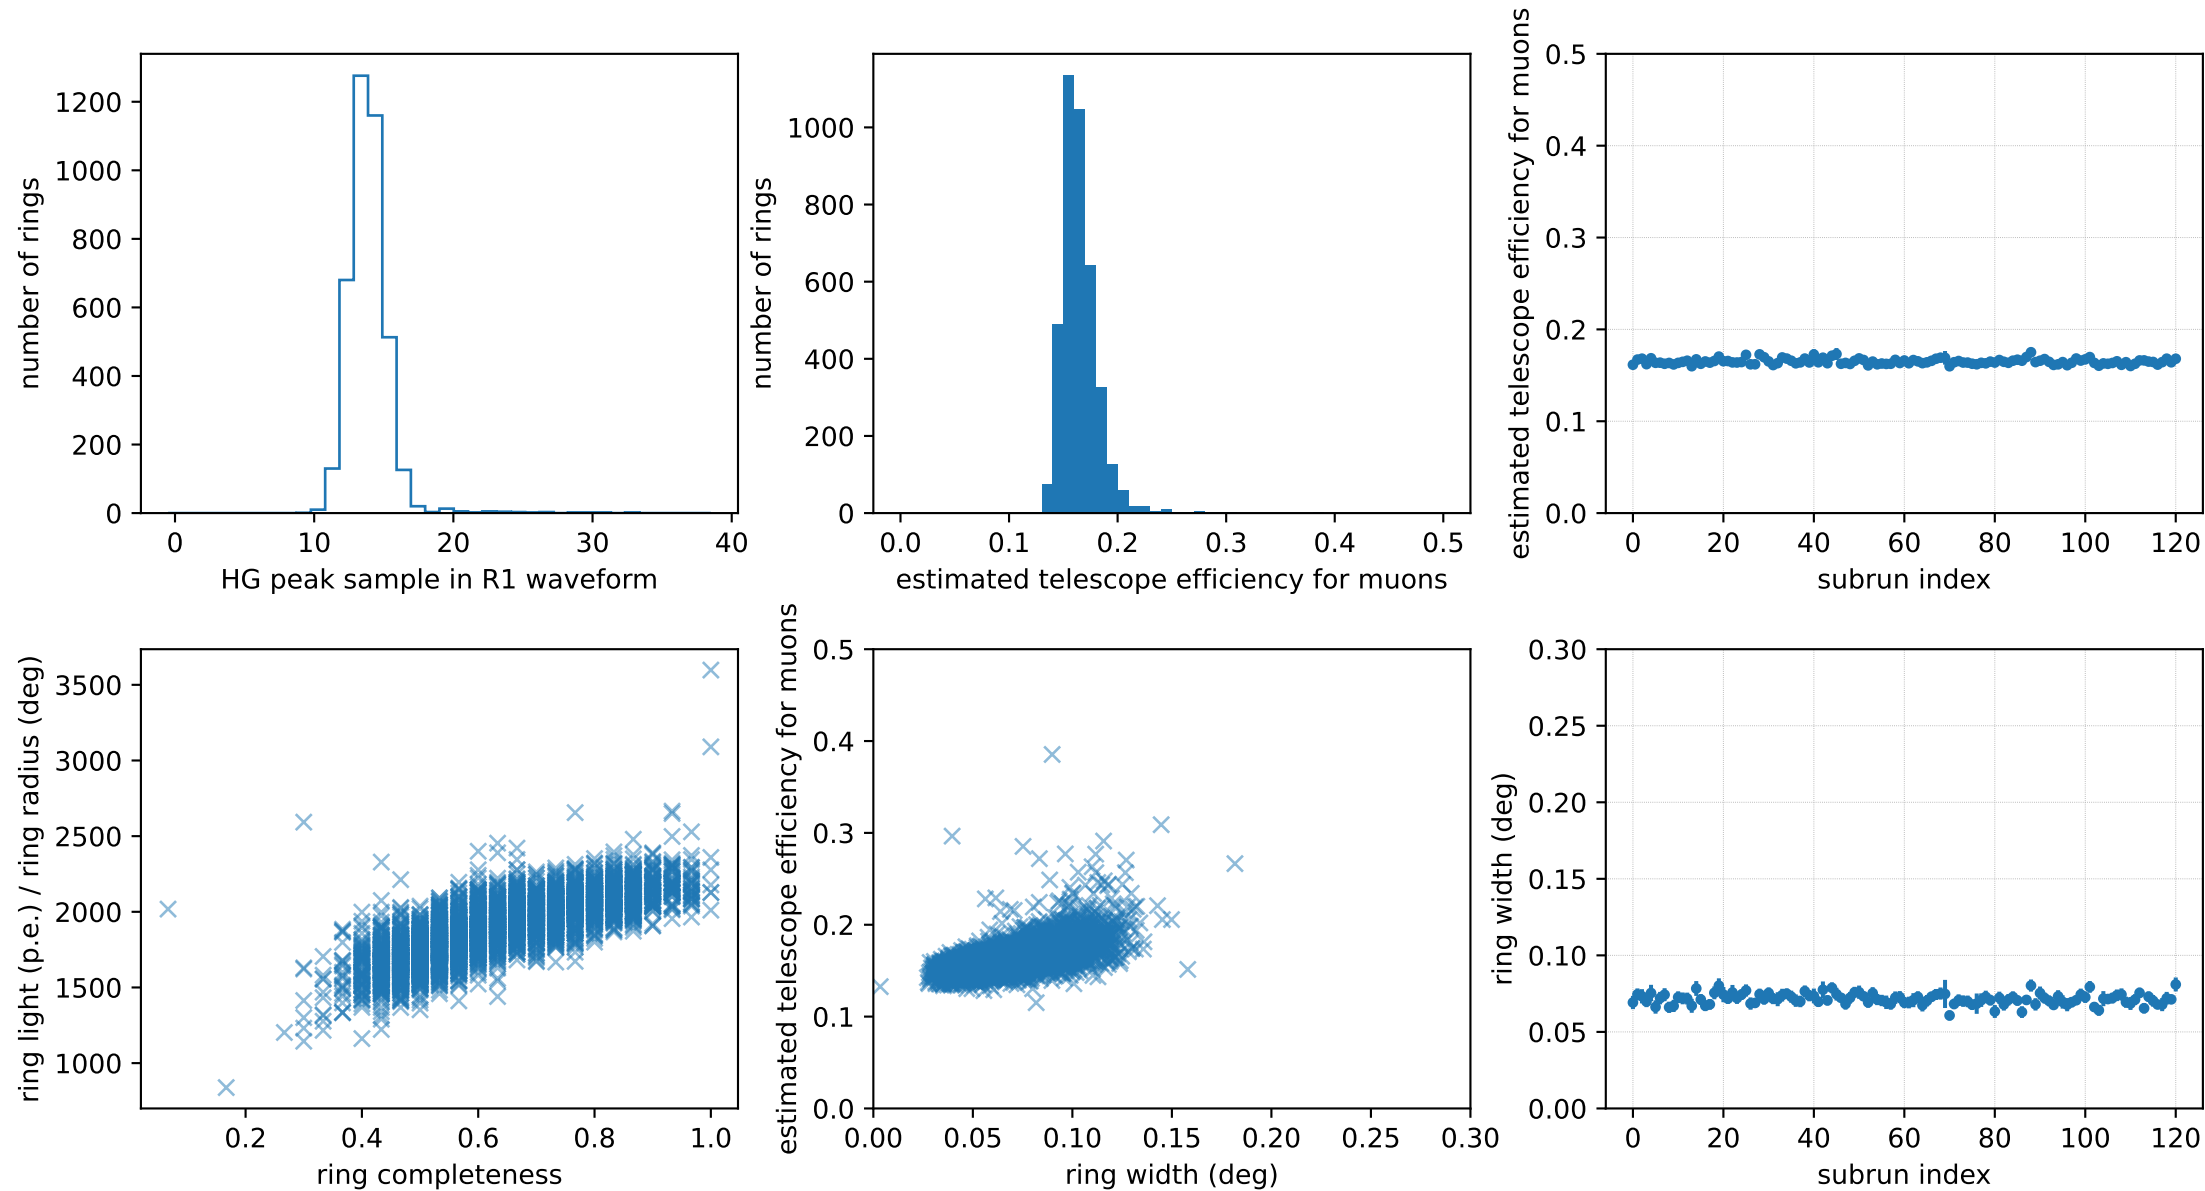 number of rings
1200
1000
800
600
400
200
0
0 10 20 30 40
HG peak sample in R1 waveform
number of rings
1000
800
600
400
200
0
0.0 0.1 0.2 0.3 0.4 0.5
estimated telescope efficiency for muons
estimated telescope efficiency for muons
0.5
0.4
0.3
0.2
0.1
0.0
0 20 40 60 80 100 120
subrun index
ring light (p.e.) / ring radius (deg)
3500
3000
2500
2000
1500
1000
0.2 0.4 0.6 0.8 1.0
ring completeness
estimated telescope efficiency for muons
0.5
0.4
0.3
0.2
0.1
0.0
0.00 0.05 0.10 0.15 0.20 0.25 0.30
ring width (deg)
ring width (deg)
0.30
0.25
0.20
0.15
0.10
0.05
0.00
0 20 40 60 80 100 120
subrun index